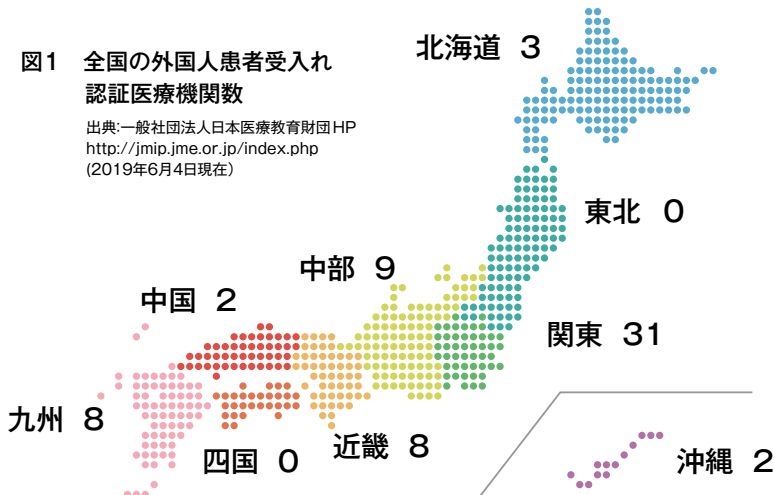 図1 全国の外国人患者受入れ
認証医療機関数
出典:一般社団法人日本医療教育財団HP
http://jmip.jme.or.jp/index.php
(2019年6月4日現在)
北海道 3
東北 0
中部 9
中国 2
関東 31
九州 8
四国 0
近畿 8
沖縄 2